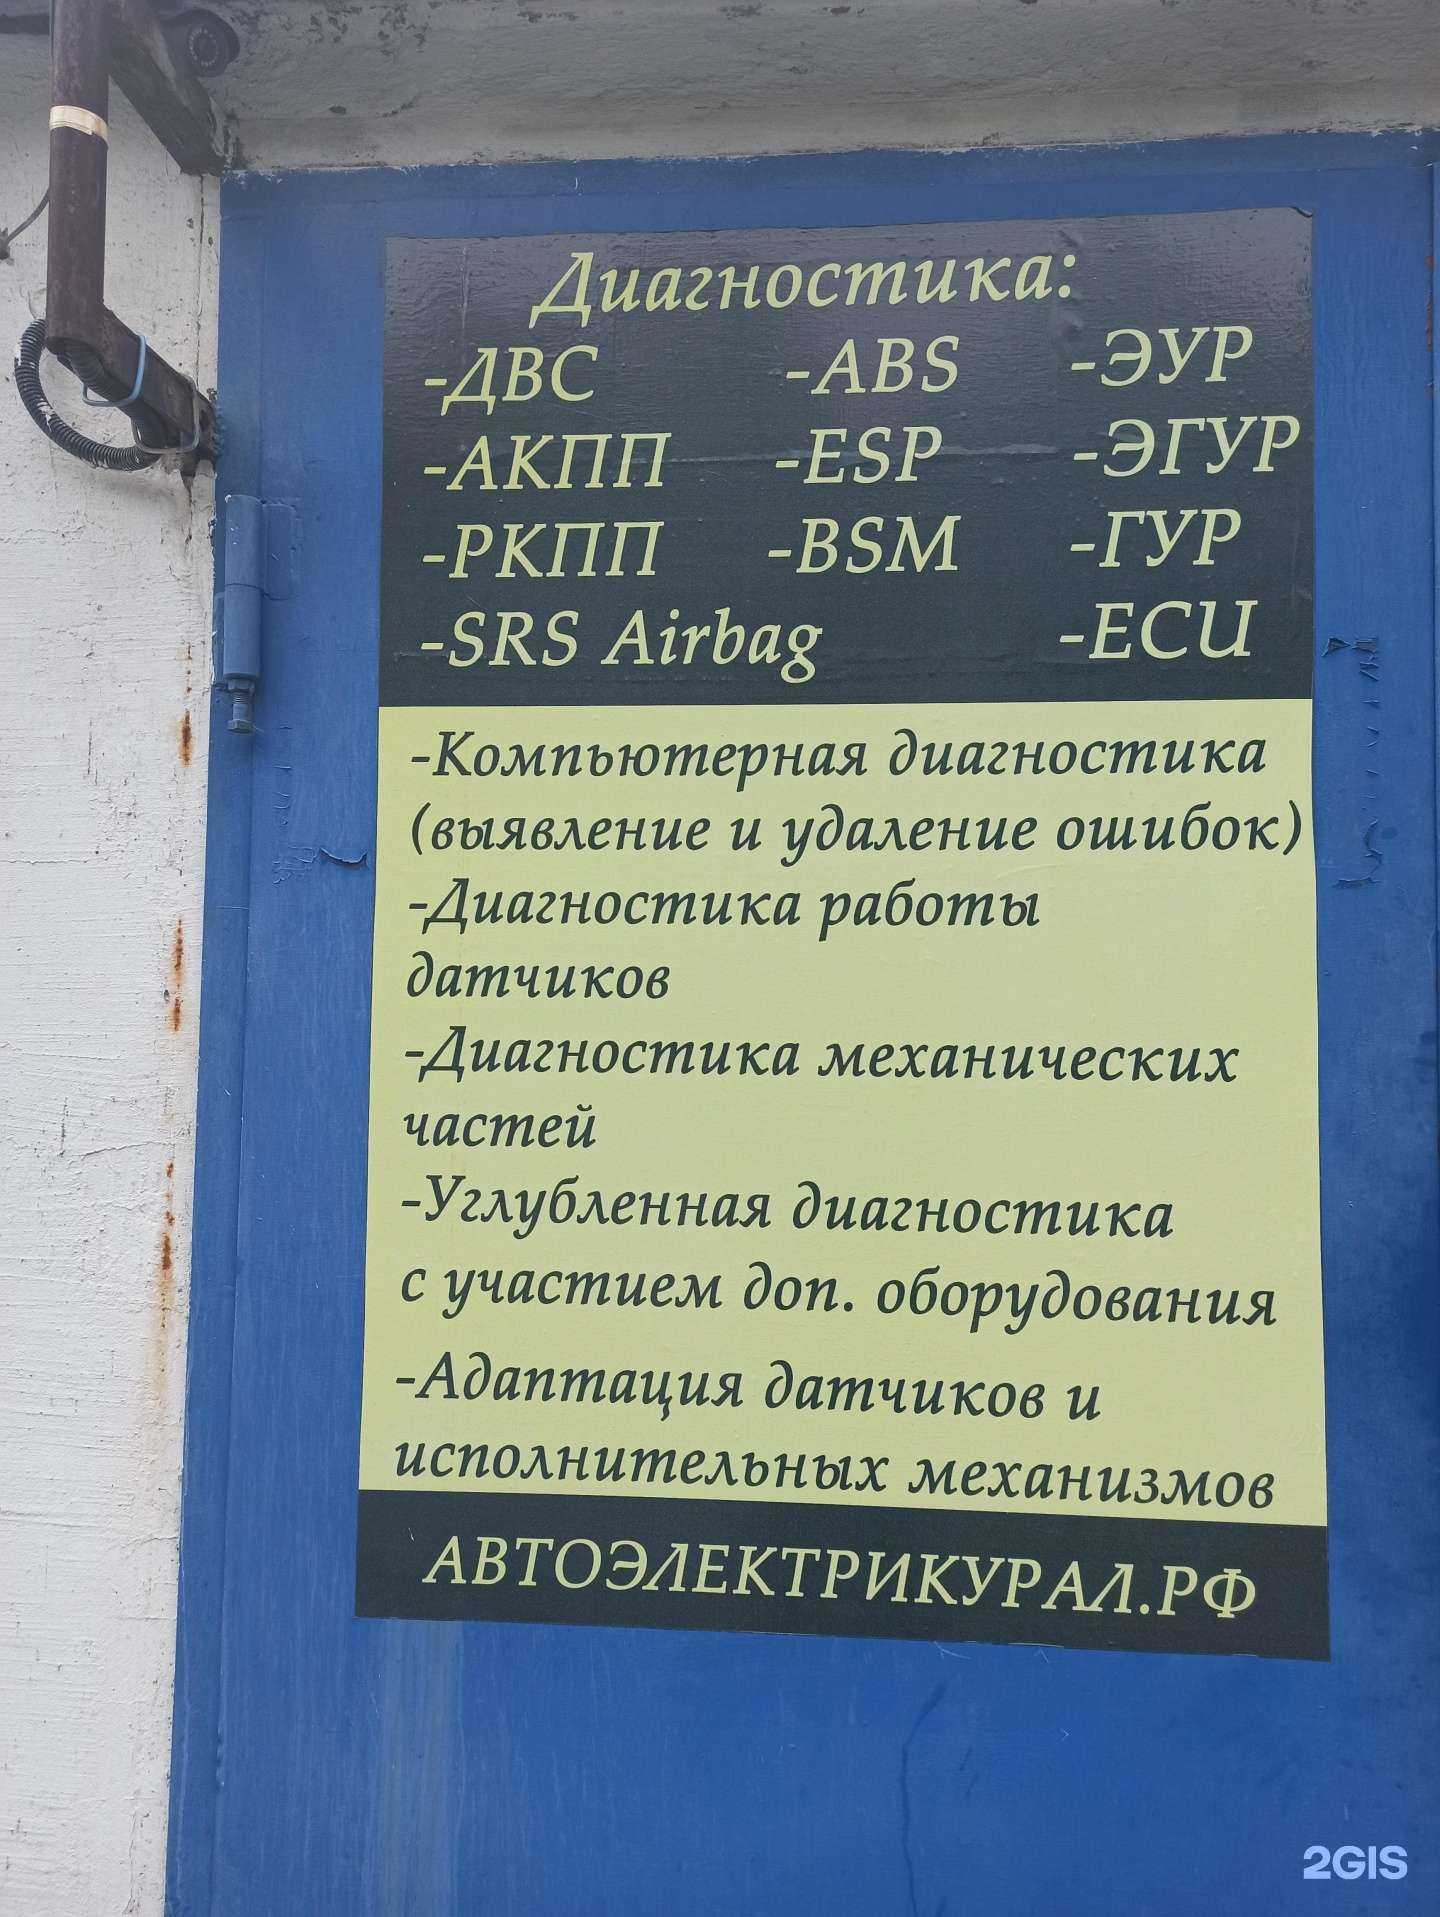 Диагностика:
-ДВС -ABS -ЭУР
-АКПП -ESP -ЭГУР
-РКПП -BSM -ГУР
-SRS Airbag -ECU
-Компьютерная диагностика
(выявление и удаление ошибок)
-Диагностика работы
датчиков
-Диагностика механических
частей
-Углубленная диагностика
с участием доп. оборудования
-Адаптация датчиков и
исполнительных механизмов
АВТОЭЛЕКТРИКУРАЛ.РФ
2GIS